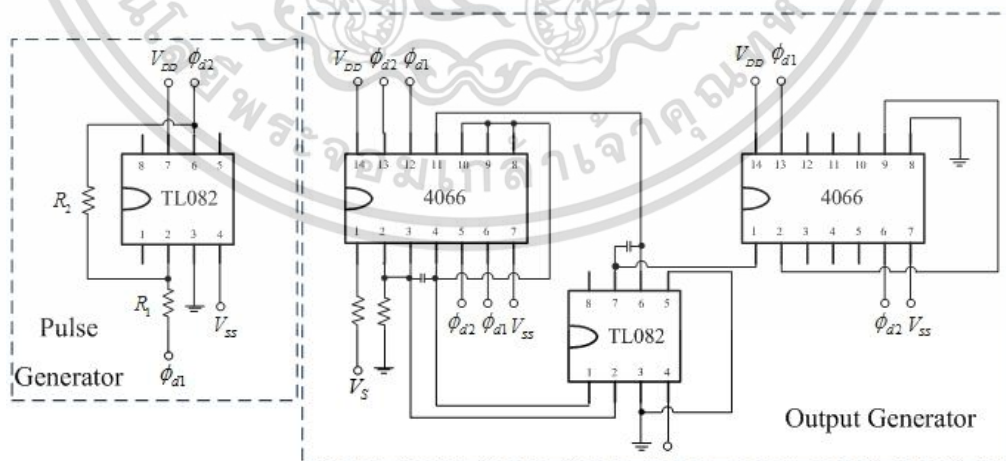 V_DD ϕ_d2
8 7 6 5
TL082
1 2 3 4
R_2
R_1
V_SS
ϕ_d1
Pulse
Generator
V_DD ϕ_d2 ϕ_d1
14 13 12 11 10 9 8
4066
1 2 3 4 5 6 7
V_S
ϕ_d2 ϕ_d1 V_SS
8 7 6 5
TL082
1 2 3 4
V_DD ϕ_d1
14 13 12 11 10 9 8
4066
1 2 3 4 5 6 7
ϕ_d2 V_SS
Output Generator